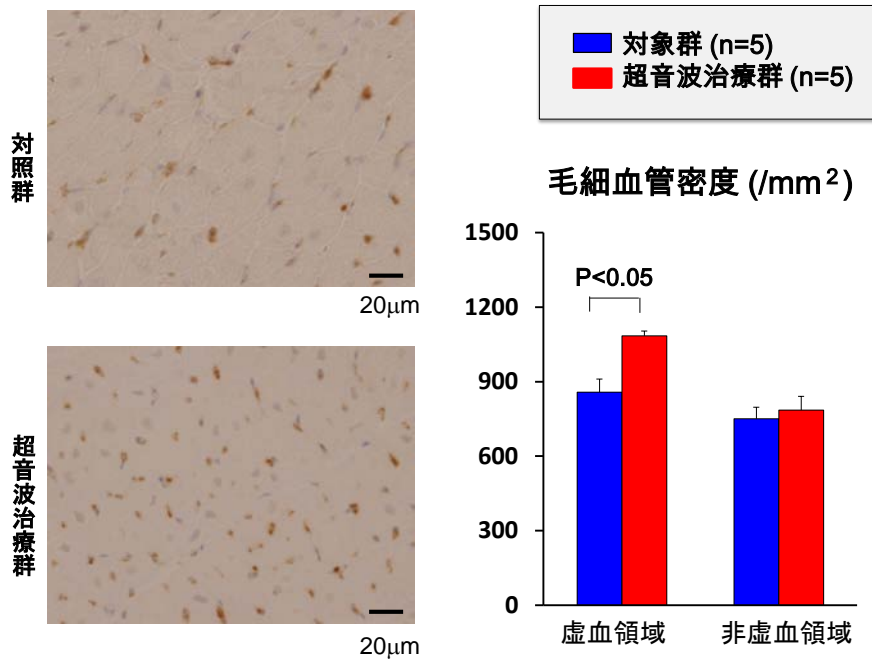 対照群
20μm
超音波治療群
20μm
対象群 (n=5)
超音波治療群 (n=5)
毛細血管密度 (/mm²)
1500
1200
900
600
300
0
P<0.05
虚血領域
非虚血領域